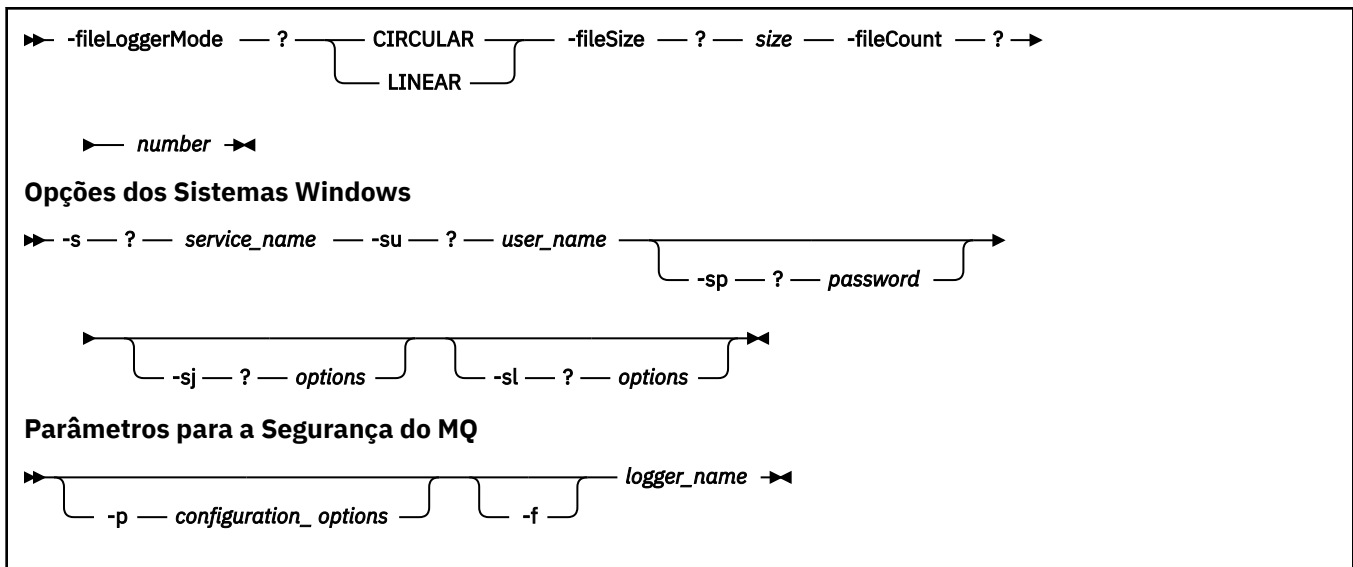 -fileLoggerMode ? CIRCULAR -fileSize ? size -fileCount ?
LINEAR
number
Opções dos Sistemas Windows
-s ? service_name -su ? user_name
-sp ? password
-sj ? options -sl ? options
Parâmetros para a Segurança do MQ
logger_name
-p configuration_ options -f